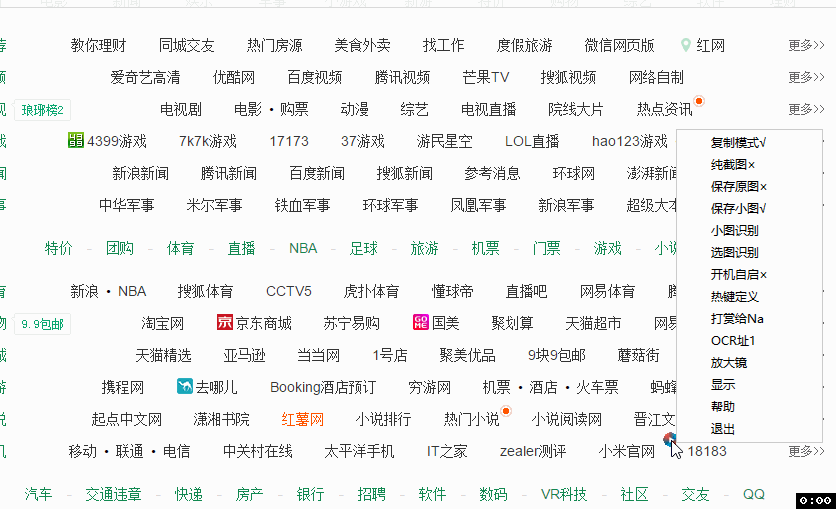 荐 教你理财 同城交友 热门房源 美食外卖 找工作 度假旅游 微信网页版 红网 更多>>
频 爱奇艺高清 优酷网 百度视频 腾讯视频 芒果TV 搜狐视频 网络自制 更多>>
视 琅琊榜2 电视剧 电影 • 购票 动漫 综艺 电视直播 院线大片 热点资讯 更多>>
戏 4399游戏 7k7k游戏 17173 37游戏 游民星空 LOL直播 hao123游戏
闻 新浪新闻 腾讯新闻 百度新闻 搜狐新闻 参考消息 环球网 澎湃新闻
事 中华军事 米尔军事 铁血军事 环球军事 凤凰军事 新浪军事 超级大本
特价 - 团购 - 体育 - 直播 - NBA - 足球 - 旅游 - 机票 - 门票 - 游戏 - 小说
育 新浪 • NBA 搜狐体育 CCTV5 虎扑体育 懂球帝 直播吧 网易体育
物 9.9包邮 淘宝网 京 京东商城 苏宁易购 GOME 国美 聚划算 天猫超市 网易
城 天猫精选 亚马逊 当当网 1号店 聚美优品 9块9包邮 蘑菇街
游 携程网 去哪儿 Booking酒店预订 穷游网 机票 • 酒店 • 火车票 蚂蜂
说 起点中文网 潇湘书院 红薯网 小说排行 热门小说 小说阅读网 晋江文
机 移动 • 联通 • 电信 中关村在线 太平洋手机 IT之家 zealer测评 小米官网 18183 更多>>
汽车 - 交通违章 - 快递 - 房产 - 银行 - 招聘 - 软件 - 数码 - VR科技 - 社区 - 交友 - QQ
复制模式√
纯截图×
保存原图×
保存小图√
小图识别
选图识别
开机自启×
热键定义
打赏给Na
OCR址1
放大镜
显示
帮助
退出
0:00